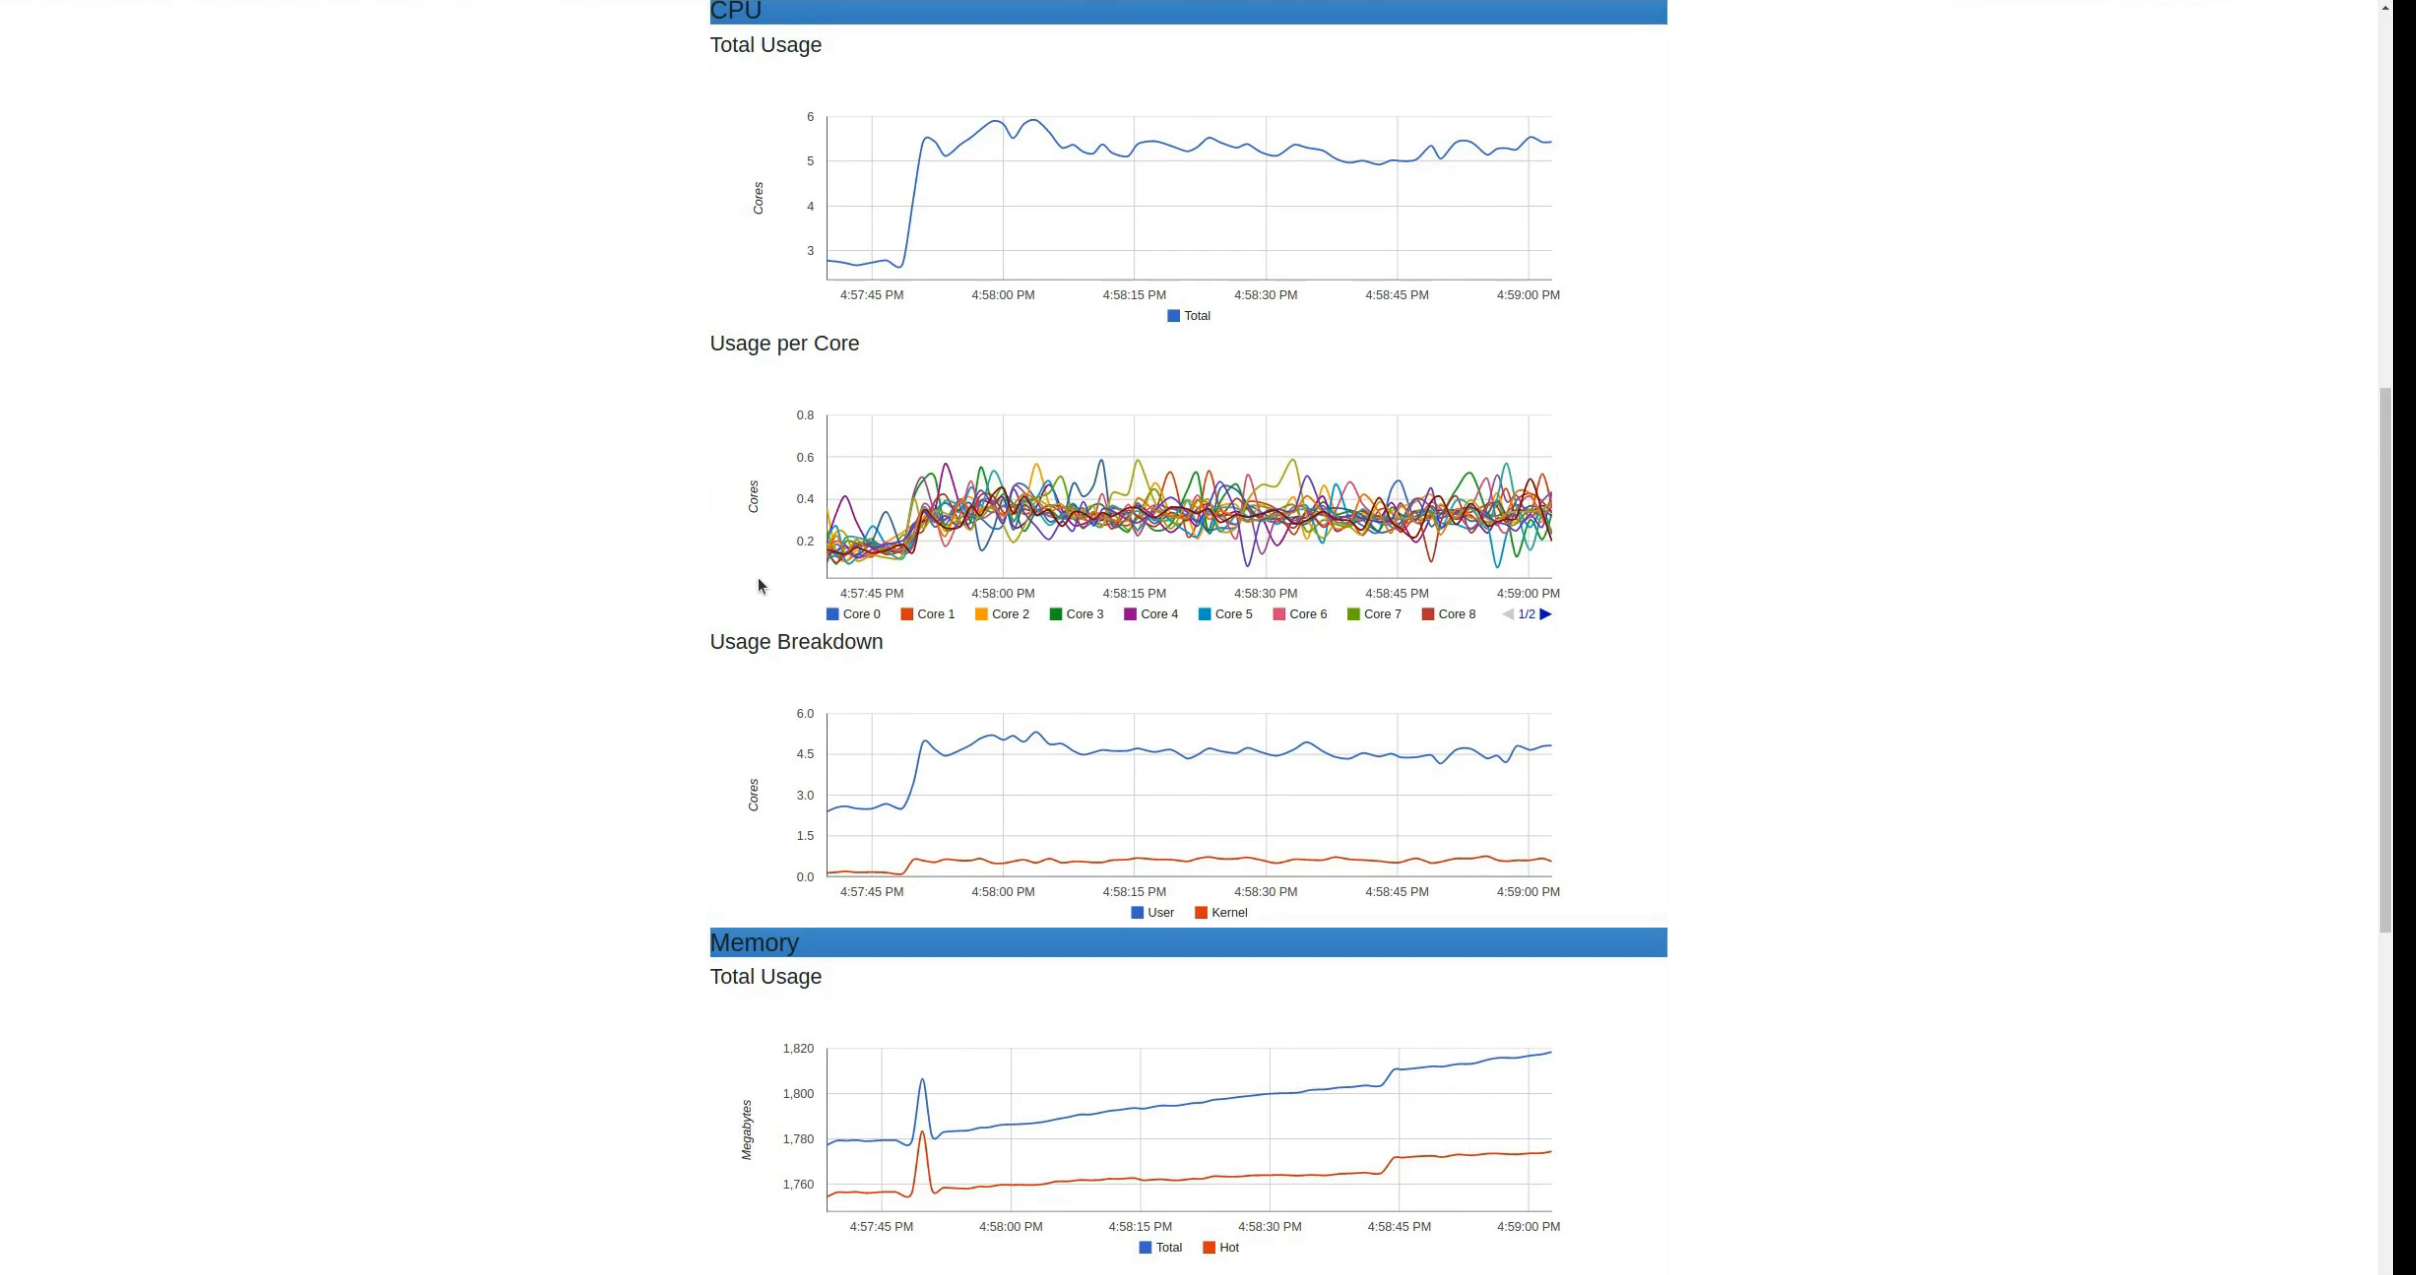 CPU
Total Usage
6
5
Cores
4
3
4:57:45 PM 4:58:00 PM 4:58:15 PM 4:58:30 PM 4:58:45 PM 4:59:00 PM
Total
Usage per Core
0.8
0.6
Cores
0.4
0.2
4:57:45 PM 4:58:00 PM 4:58:15 PM 4:58:30 PM 4:58:45 PM 4:59:00 PM
Core 0 Core 1 Core 2 Core 3 Core 4 Core 5 Core 6 Core 7 Core 8 1/2
Usage Breakdown
6.0
4.5
Cores
3.0
1.5
0.0
4:57:45 PM 4:58:00 PM 4:58:15 PM 4:58:30 PM 4:58:45 PM 4:59:00 PM
User Kernel
Memory
Total Usage
1,820
1,800
Megabytes
1,780
1,760
4:57:45 PM 4:58:00 PM 4:58:15 PM 4:58:30 PM 4:58:45 PM 4:59:00 PM
Total Hot